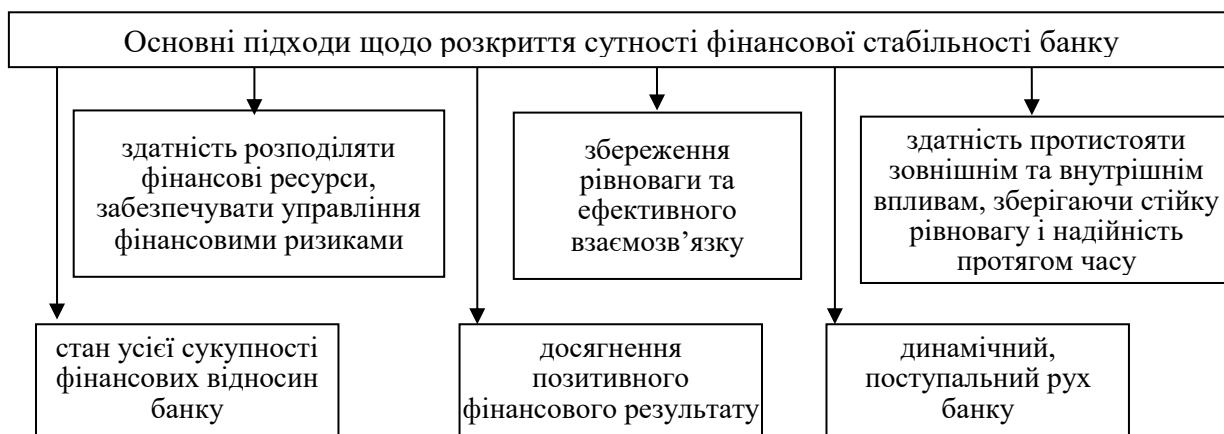 Основні підходи щодо розкриття сутності фінансової стабільності банку
здатність розподіляти
фінансові ресурси,
забезпечувати управління
фінансовими ризиками
збереження
рівноваги та
ефективного
взаємозв’язку
здатність протистояти
зовнішнім та внутрішнім
впливам, зберігаючи стійку
рівновагу і надійність
протягом часу
стан усієї сукупності
фінансових відносин
банку
досягнення
позитивного
фінансового результату
динамічний,
поступальний рух
банку